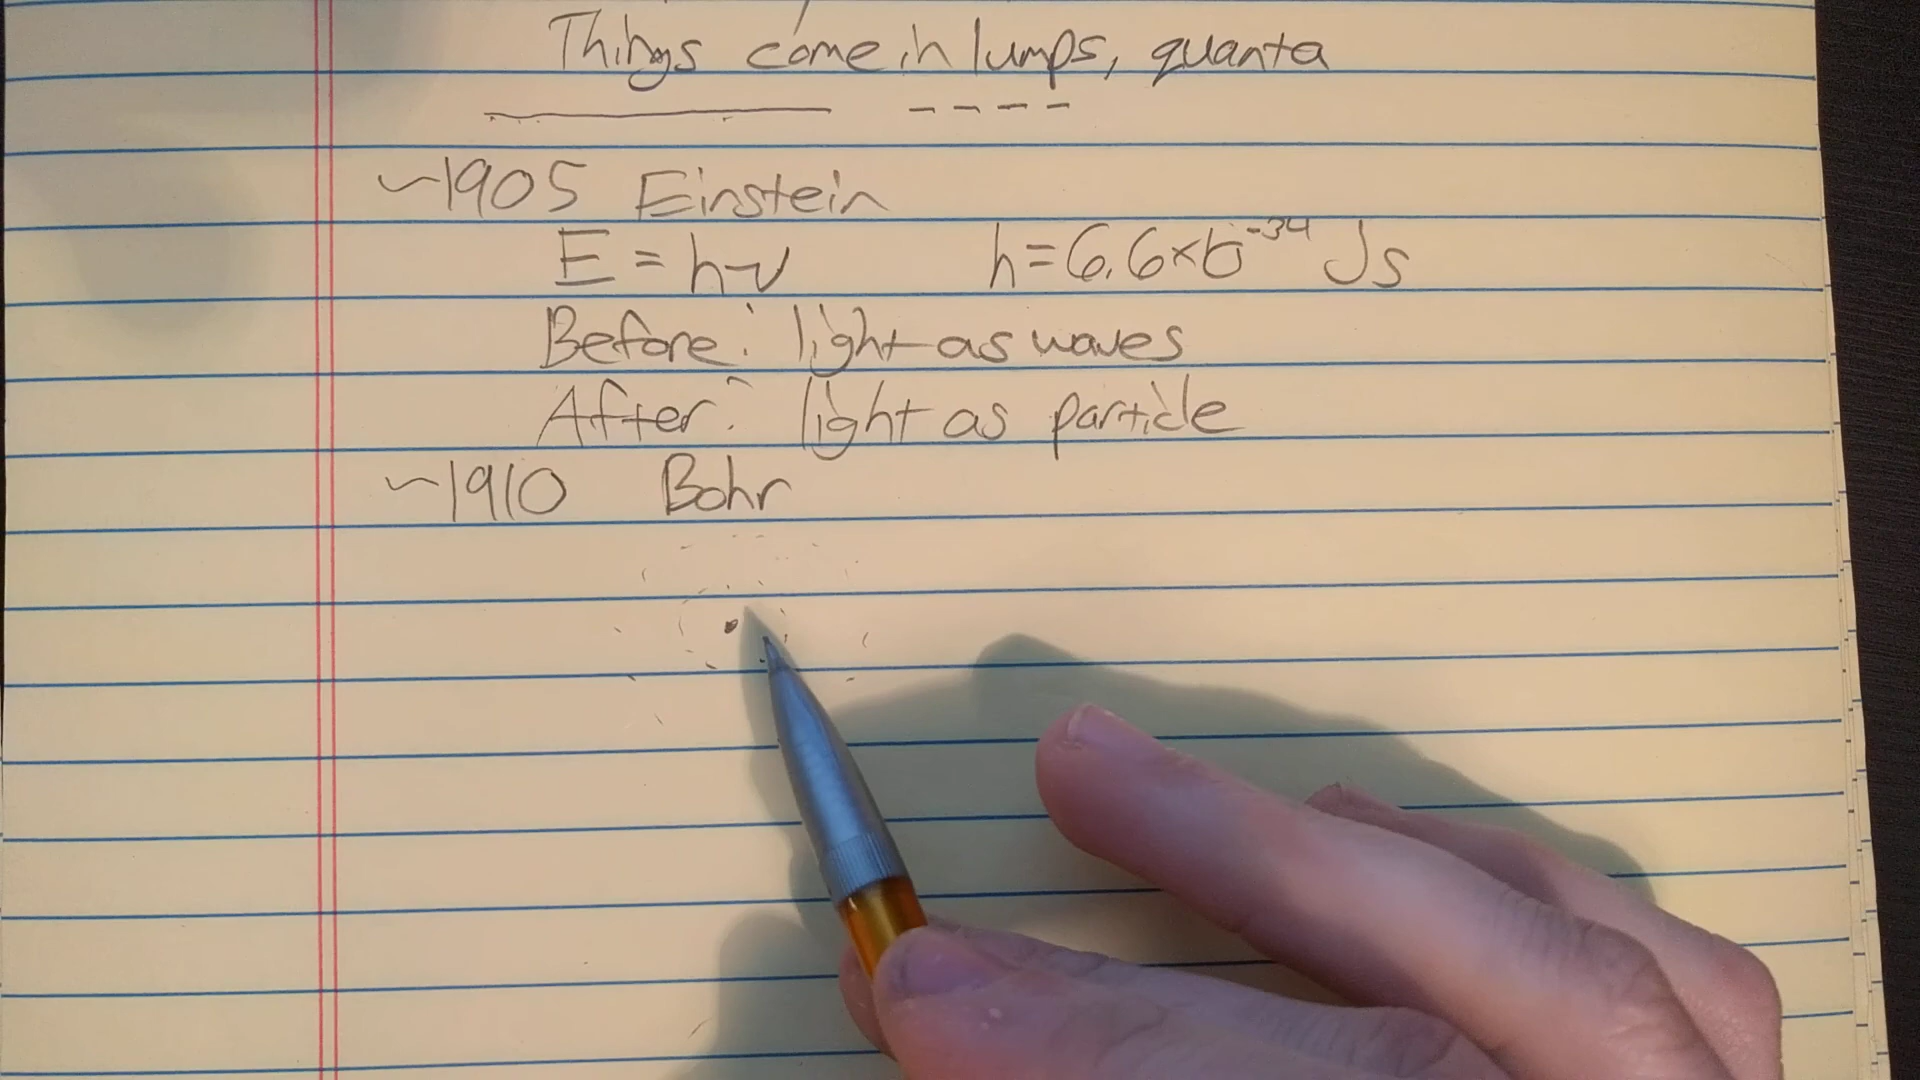 Things come in lumps, quanta
~1905 Einstein
E = hν h = 6.6×10⁻³⁴ Js
Before: light as waves
After: light as particle
~1910 Bohr